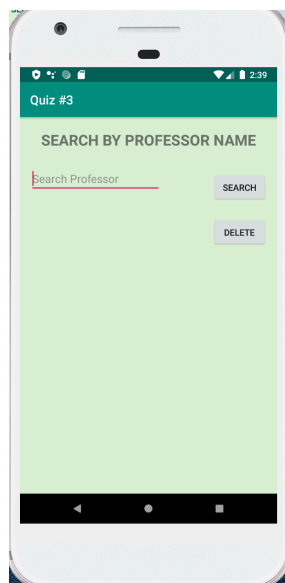 2:39
Quiz #3
SEARCH BY PROFESSOR NAME
Search Professor
SEARCH
DELETE